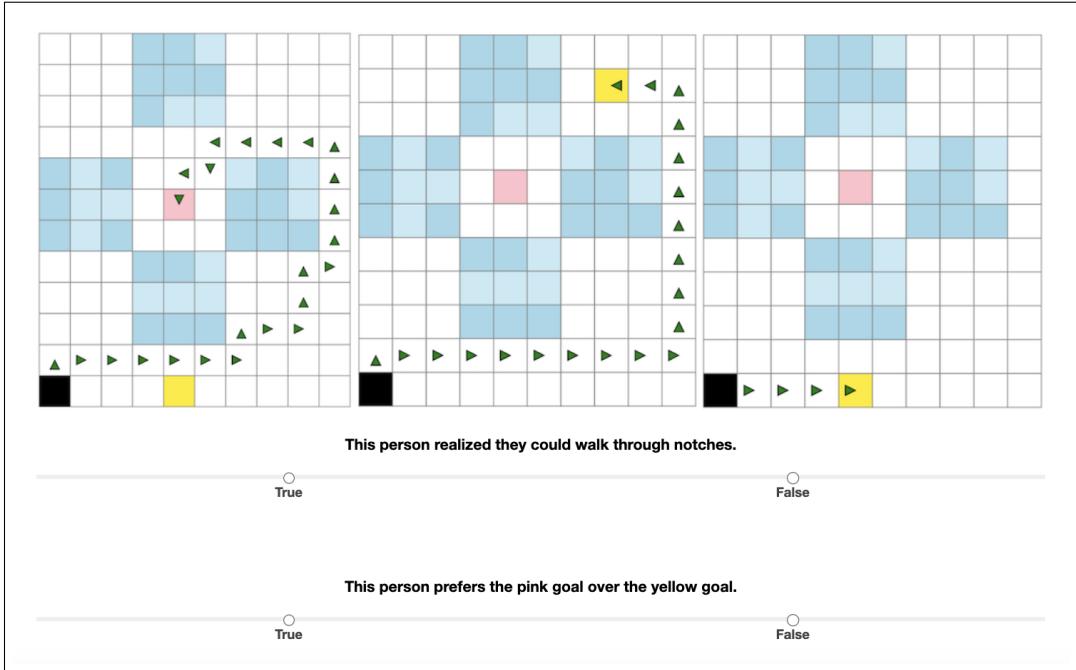 This person realized they could walk through notches.
True
False
This person prefers the pink goal over the yellow goal.
True
False